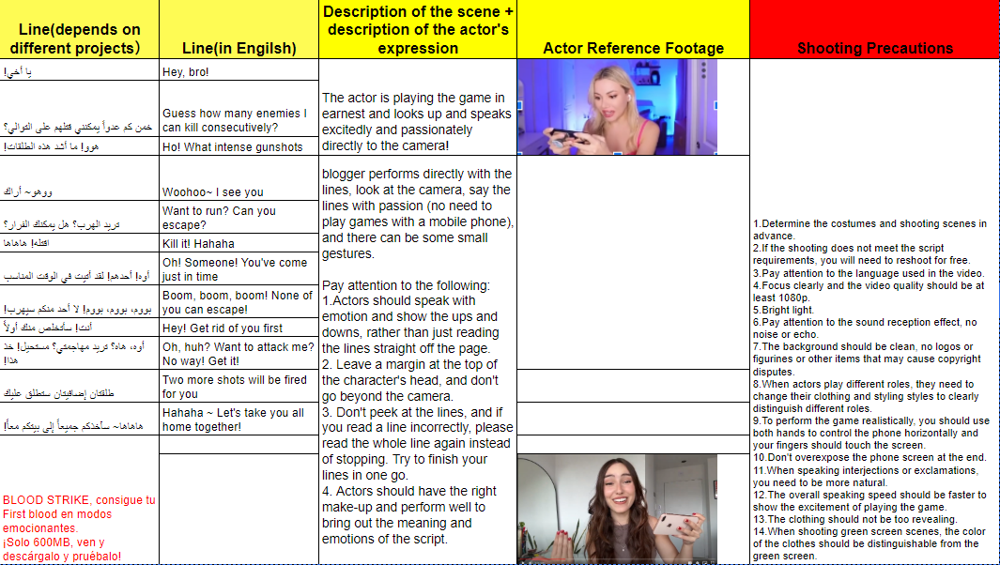 Line(depends on
different projects）
Line(in Engilsh)
Description of the scene +
description of the actor's
expression
Actor Reference Footage
Shooting Precautions
يا أخي!
Hey, bro!
خمن كم عدواً يمكنني قتلهم على التوالي؟
Guess how many enemies I
can kill consecutively?
هوو! ما أشد هذه الطلقات!
Ho! What intense gunshots
ووهو~ أراك
Woohoo~ I see you
تريد الهرب؟ هل يمكنك الفرار؟
Want to run? Can you
escape?
اقتله! هاهاها
Kill it! Hahaha
أوه! أحدهم! لقد أتيت في الوقت المناسب
Oh! Someone! You've come
just in time
بووم، بووم، بووم! لا أحد منكم سيهرب!
Boom, boom, boom! None of
you can escape!
أنت! سأتخلص منك أولاً
Hey! Get rid of you first
أوه، هاه؟ تريد مهاجمتي؟ مستحيل! خذ
هذا!
Oh, huh? Want to attack me?
No way! Get it!
طلقتان إضافيتان ستطلق عليك
Two more shots will be fired
for you
هاهاها~ سآخذكم جميعاً إلى بيتكم معاً!
Hahaha ~ Let's take you all
home together!
BLOOD STRIKE, consigue tu
First blood en modos
emocionantes.
¡Solo 600MB, ven y
descárgalo y pruébalo!
The actor is playing the game in
earnest and looks up and speaks
excitedly and passionately
directly to the camera!
blogger performs directly with the
lines, look at the camera, say the
lines with passion (no need to
play games with a mobile phone),
and there can be some small
gestures.
Pay attention to the following:
1.Actors should speak with
emotion and show the ups and
downs, rather than just reading
the lines straight off the page.
2. Leave a margin at the top of
the character's head, and don't
go beyond the camera.
3. Don't peek at the lines, and if
you read a line incorrectly, please
read the whole line again instead
of stopping. Try to finish your
lines in one go.
4. Actors should have the right
make-up and perform well to
bring out the meaning and
emotions of the script.
1.Determine the costumes and shooting scenes in
advance.
2.If the shooting does not meet the script
requirements, you will need to reshoot for free.
3.Pay attention to the language used in the video.
4.Focus clearly and the video quality should be at
least 1080p.
5.Bright light.
6.Pay attention to the sound reception effect, no
noise or echo.
7.The background should be clean, no logos or
figurines or other items that may cause copyright
disputes.
8.When actors play different roles, they need to
change their clothing and styling styles to clearly
distinguish different roles.
9.To perform the game realistically, you should use
both hands to control the phone horizontally and
your fingers should touch the screen.
10.Don't overexpose the phone screen at the end.
11.When speaking interjections or exclamations,
you need to be more natural.
12.The overall speaking speed should be faster to
show the excitement of playing the game.
13.The clothing should not be too revealing.
14.When shooting green screen scenes, the color
of the clothes should be distinguishable from the
green screen.